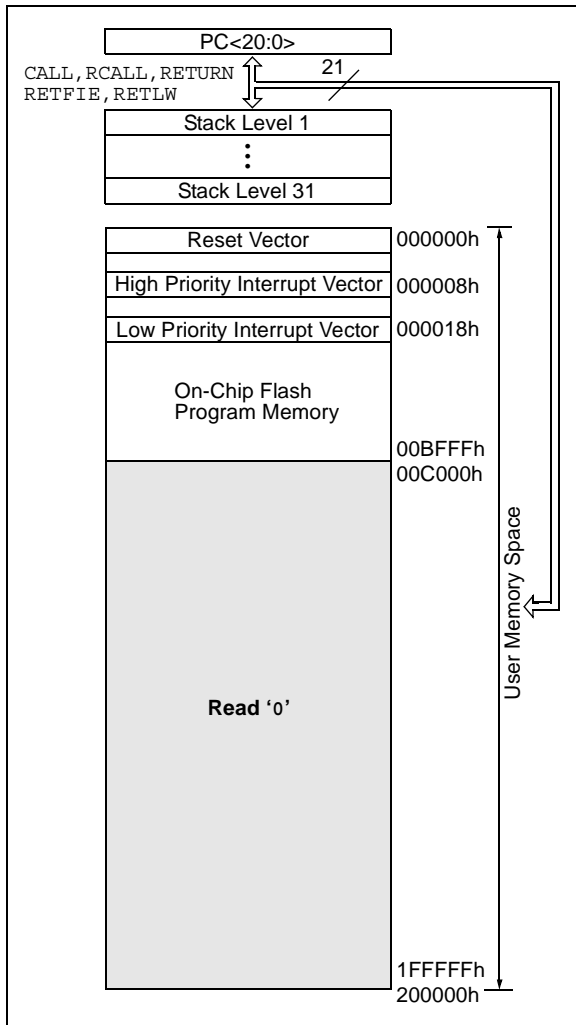 PC<20:0>
CALL,RCALL,RETURN
RETFIE,RETLW
21
Stack Level 1
Stack Level 31
Reset Vector
000000h
High Priority Interrupt Vector
000008h
Low Priority Interrupt Vector
000018h
On-Chip Flash
Program Memory
00BFFFh
00C000h
User Memory Space
Read ‘0’
1FFFFFh
200000h